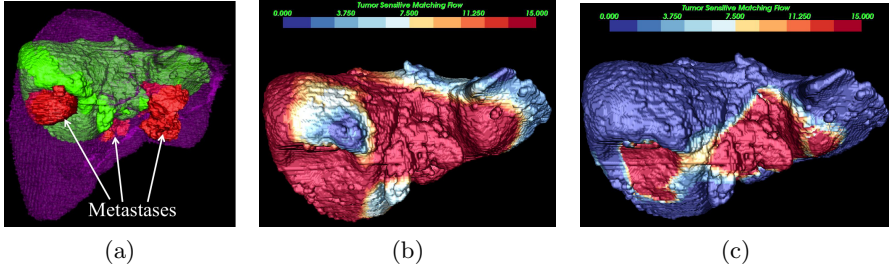 Metastases
(a)
Tumor Sensitive Matching Flow
0.000 3.750 7.500 11.250 15.000
(b)
Tumor Sensitive Matching Flow
0.000 3.750 7.500 11.250 15.000
(c)